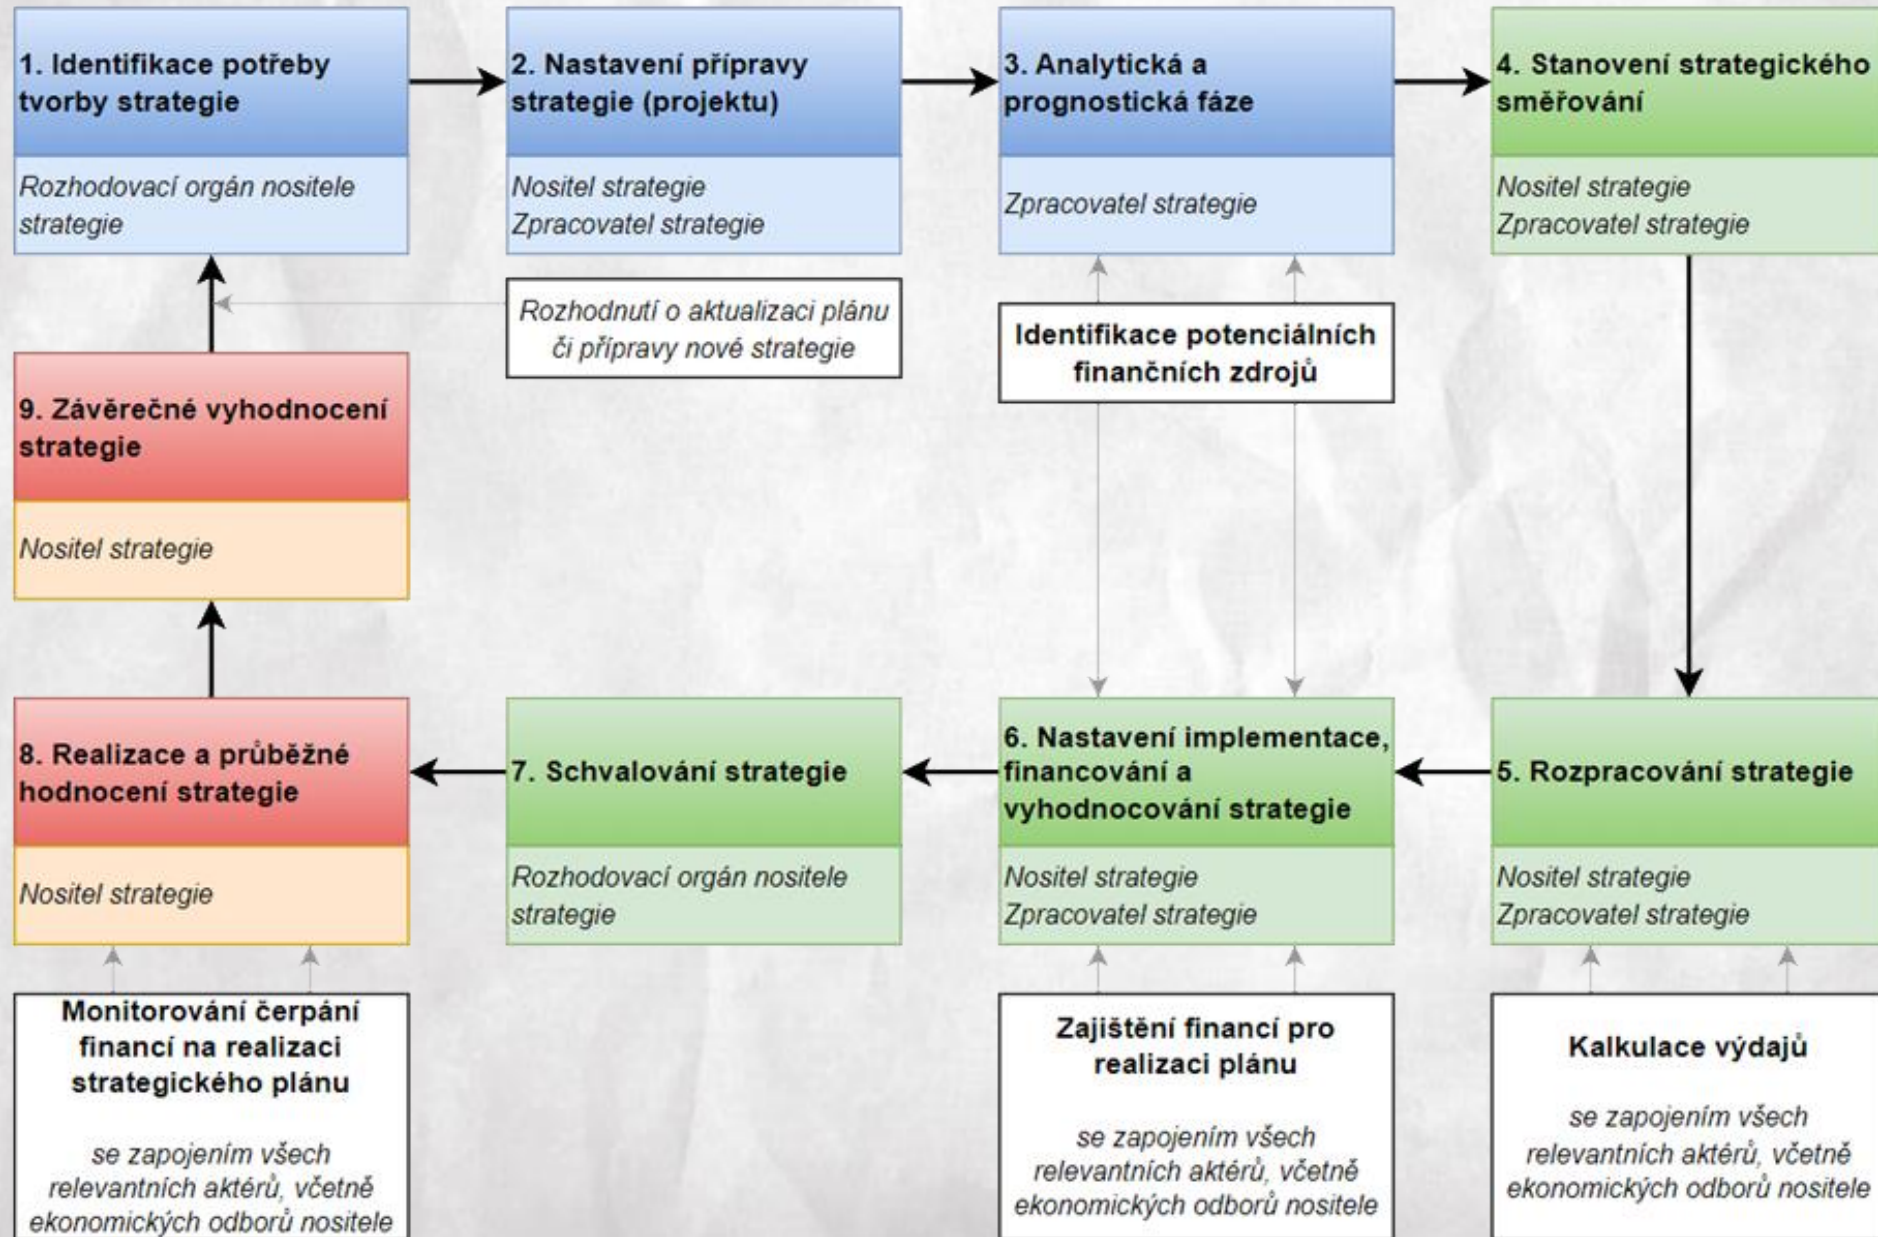 1. Identifikace potřeby
tvorby strategie
Rozhodovací orgán nositele
strategie
2. Nastavení přípravy
strategie (projektu)
Nositel strategie
Zpracovatel strategie
3. Analytická a
prognostická fáze
Zpracovatel strategie
4. Stanovení strategického
směřování
Nositel strategie
Zpracovatel strategie
Rozhodnutí o aktualizaci plánu
či přípravy nové strategie
Identifikace potenciálních
finančních zdrojů
9. Závěrečné vyhodnocení
strategie
Nositel strategie
8. Realizace a průběžné
hodnocení strategie
Nositel strategie
7. Schvalování strategie
Rozhodovací orgán nositele
strategie
6. Nastavení implementace,
financování a
vyhodnocování strategie
Nositel strategie
Zpracovatel strategie
5. Rozpracování strategie
Nositel strategie
Zpracovatel strategie
Monitorování čerpání
financí na realizaci
strategického plánu
se zapojením všech
relevantních aktérů, včetně
ekonomických odborů nositele
Zajištění financí pro
realizaci plánu
se zapojením všech
relevantních aktérů, včetně
ekonomických odborů nositele
Kalkulace výdajů
se zapojením všech
relevantních aktérů, včetně
ekonomických odborů nositele